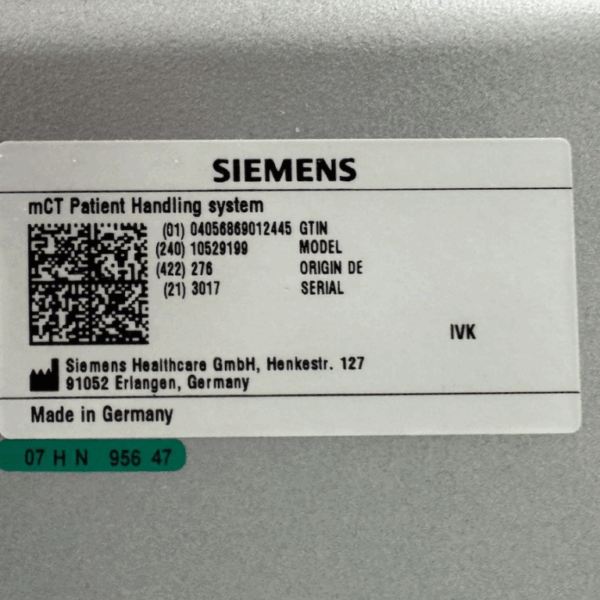 SIEMENS
mCT Patient Handling system
(01) 04056869012445 GTIN
(240) 10529199 MODEL
(422) 276 ORIGIN DE
(21) 3017 SERIAL
IVK
Siemens Healthcare GmbH, Henkestr. 127
91052 Erlangen, Germany
Made in Germany
07 H N 956 47